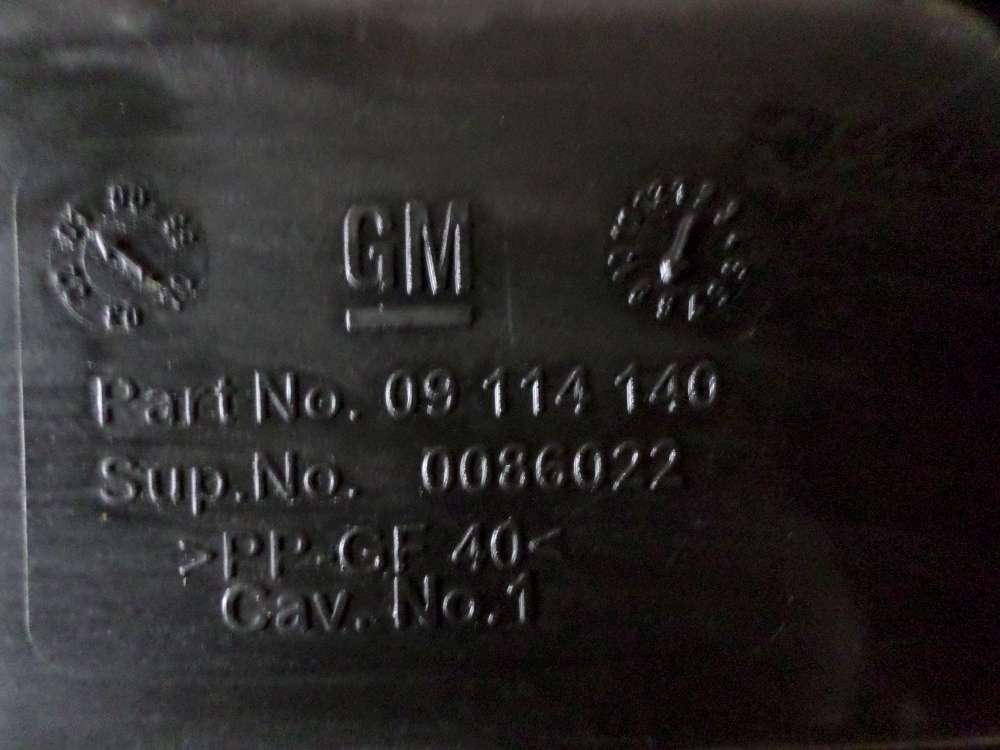 GM
Part No. 09 114 140
Sup.No. 0086022
>PP-GF 40<
Cav. No.1